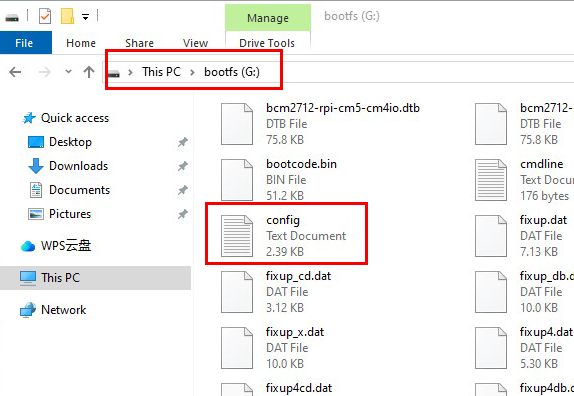 Manage
bootfs (G:)
File
Home
Share
View
Drive Tools
This PC
bootfs (G:)
Quick access
Desktop
Downloads
Documents
Pictures
WPS云盘
This PC
Network
bcm2712-rpi-cm5-cm4io.dtb
DTB File
75.8 KB
bootcode.bin
BIN File
51.2 KB
config
Text Document
2.39 KB
fixup_cd.dat
DAT File
3.12 KB
fixup_x.dat
DAT File
10.0 KB
fixup4cd.dat
bcm2712-
DTB File
75.8 KB
cmdline
Text Document
176 bytes
fixup.dat
DAT File
7.13 KB
fixup_db.d
DAT File
10.0 KB
fixup4.dat
DAT File
5.30 KB
fixup4db.d